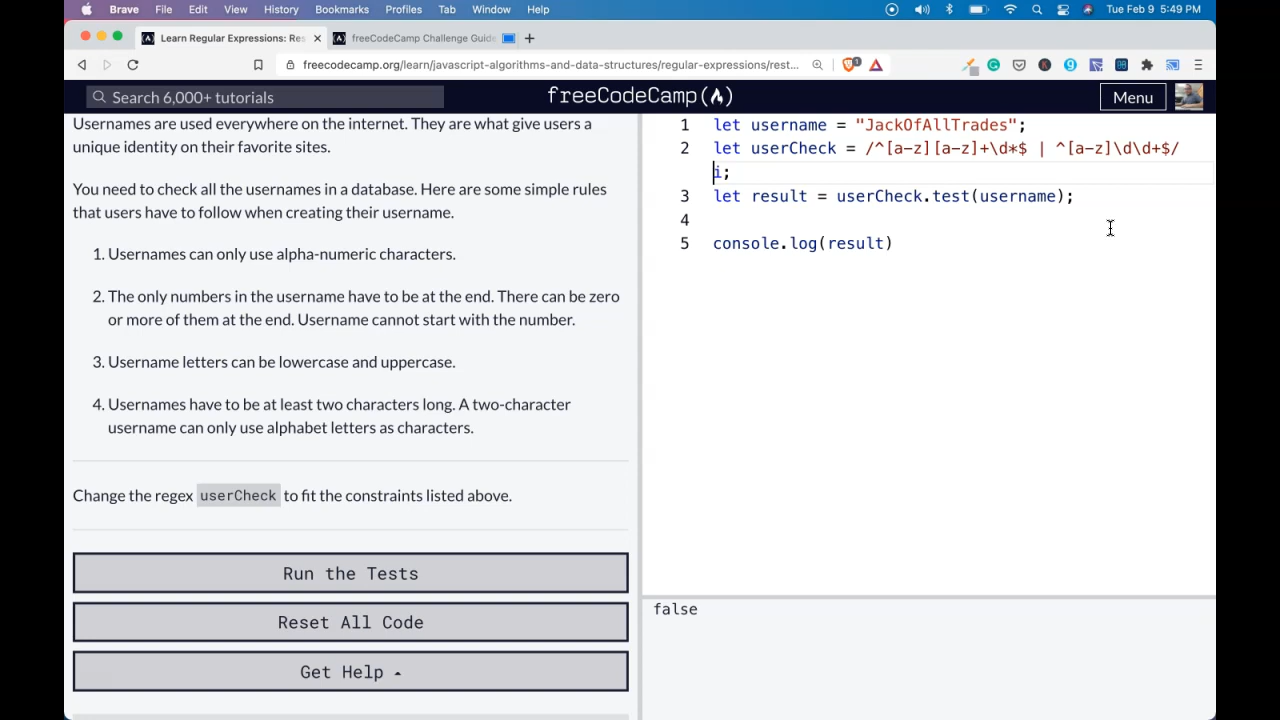 Brave File Edit View History Bookmarks Profiles Tab Window Help Tue Feb 9 5:49 PM
Learn Regular Expressions: Res freeCodeCamp Challenge Guide
freecodecamp.org/learn/javascript-algorithms-and-data-structures/regular-expressions/rest...
Search 6,000+ tutorials freeCodeCamp Menu
Usernames are used everywhere on the internet. They are what give users a
unique identity on their favorite sites.
You need to check all the usernames in a database. Here are some simple rules
that users have to follow when creating their username.
1. Usernames can only use alpha-numeric characters.
2. The only numbers in the username have to be at the end. There can be zero
or more of them at the end. Username cannot start with the number.
3. Username letters can be lowercase and uppercase.
4. Usernames have to be at least two characters long. A two-character
username can only use alphabet letters as characters.
Change the regex userCheck to fit the constraints listed above.
Run the Tests
Reset All Code
Get Help
1 let username = "JackOfAllTrades";
2 let userCheck = /^[a-z][a-z]+\d*$ | ^[a-z]\d\d+$/
i;
3 let result = userCheck.test(username);
4
5 console.log(result)
false